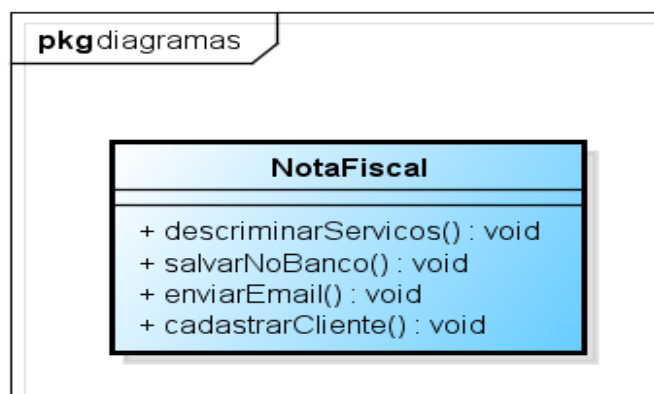 pkg diagramas
NotaFiscal
+ descriminarServicos() : void
+ salvarNoBanco() : void
+ enviarEmail() : void
+ cadastrarCliente() : void